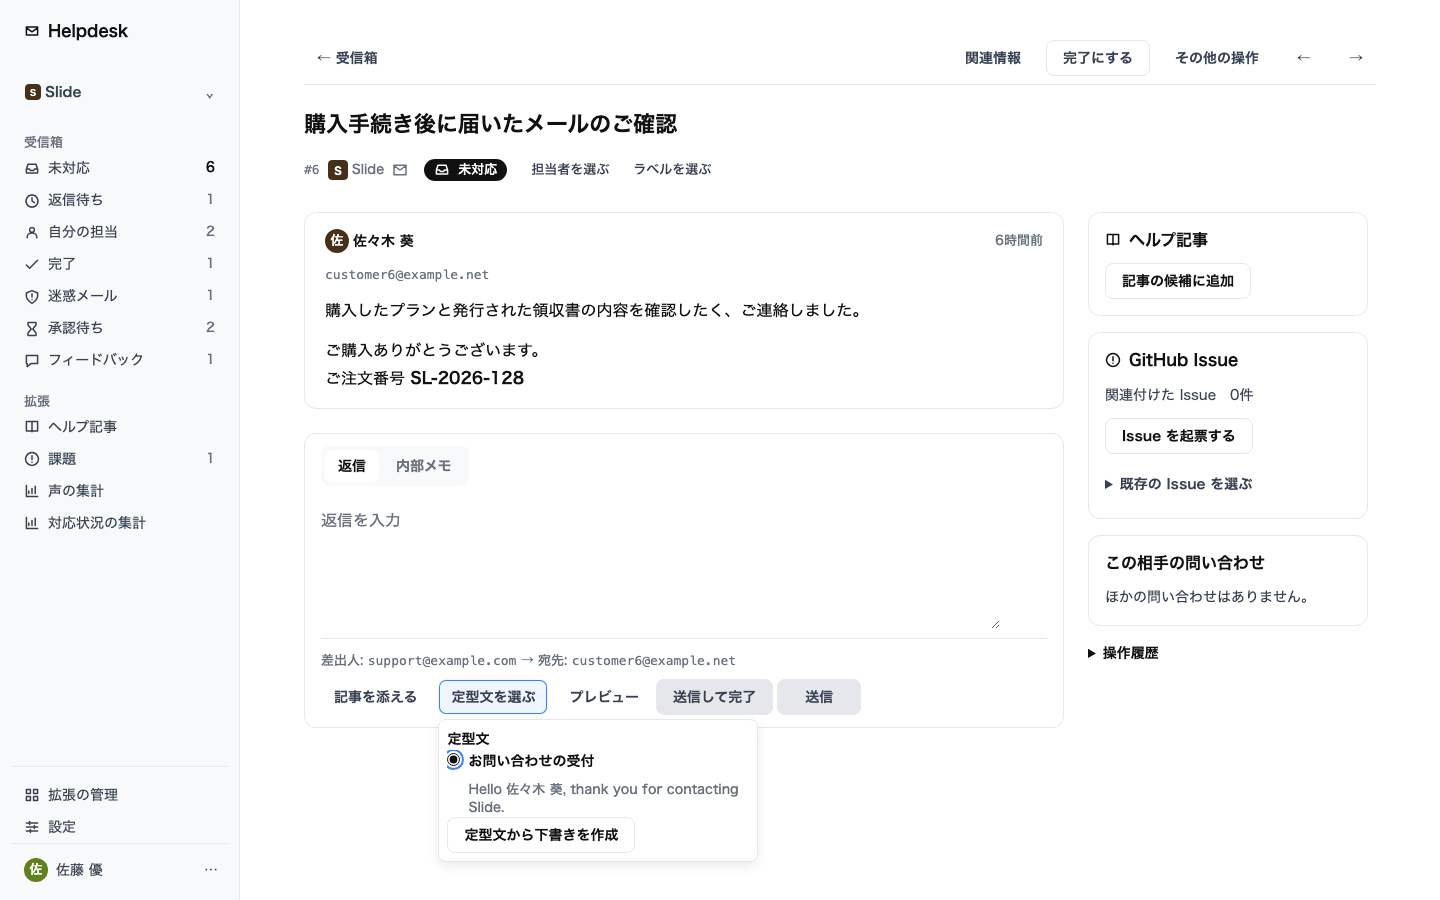 Helpdesk
S Slide
受信箱
未対応 6
返信待ち 1
自分の担当 2
完了 1
迷惑メール 1
承認待ち 2
フィードバック 1
拡張
ヘルプ記事
課題 1
声の集計
対応状況の集計
拡張の管理
設定
佐 佐藤 優 ...
← 受信箱
関連情報 完了にする その他の操作 ← →
購入手続き後に届いたメールのご確認
#6 S Slide 未対応 担当者を選ぶ ラベルを選ぶ
佐 佐々木 葵 6時間前
customer6@example.net
購入したプランと発行された領収書の内容を確認したく、ご連絡しました。
ご購入ありがとうございます。
ご注文番号 SL-2026-128
返信 内部メモ
返信を入力
差出人: support@example.com → 宛先: customer6@example.net
記事を添える 定型文を選ぶ プレビュー 送信して完了 送信
定型文
お問い合わせの受付
Hello 佐々木 葵, thank you for contacting
Slide.
定型文から下書きを作成
ヘルプ記事
記事の候補に追加
GitHub Issue
関連付けた Issue 0件
Issue を起票する
▶ 既存の Issue を選ぶ
この相手の問い合わせ
ほかの問い合わせはありません。
▶ 操作履歴